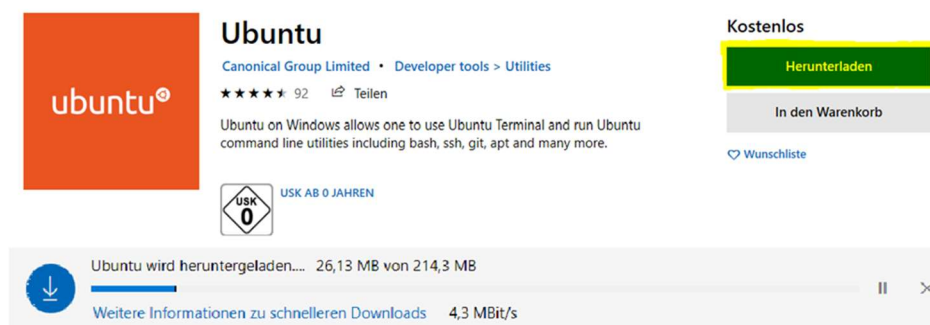 ubuntu®
Ubuntu
Canonical Group Limited • Developer tools > Utilities
92 Teilen
Ubuntu on Windows allows one to use Ubuntu Terminal and run Ubuntu
command line utilities including bash, ssh, git, apt and many more.
USK
0
USK AB 0 JAHREN
Kostenlos
Herunterladen
In den Warenkorb
Wunschliste
Ubuntu wird heruntergeladen.... 26,13 MB von 214,3 MB
Weitere Informationen zu schnelleren Downloads 4,3 MBit/s